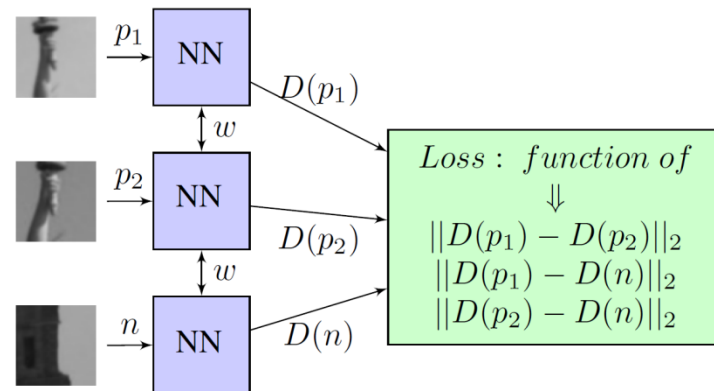 p₁
NN
D(p₁)
w
p₂
NN
D(p₂)
w
n
NN
D(n)
Loss : function of
⇓
||D(p₁) − D(p₂)||₂
||D(p₁) − D(n)||₂
||D(p₂) − D(n)||₂